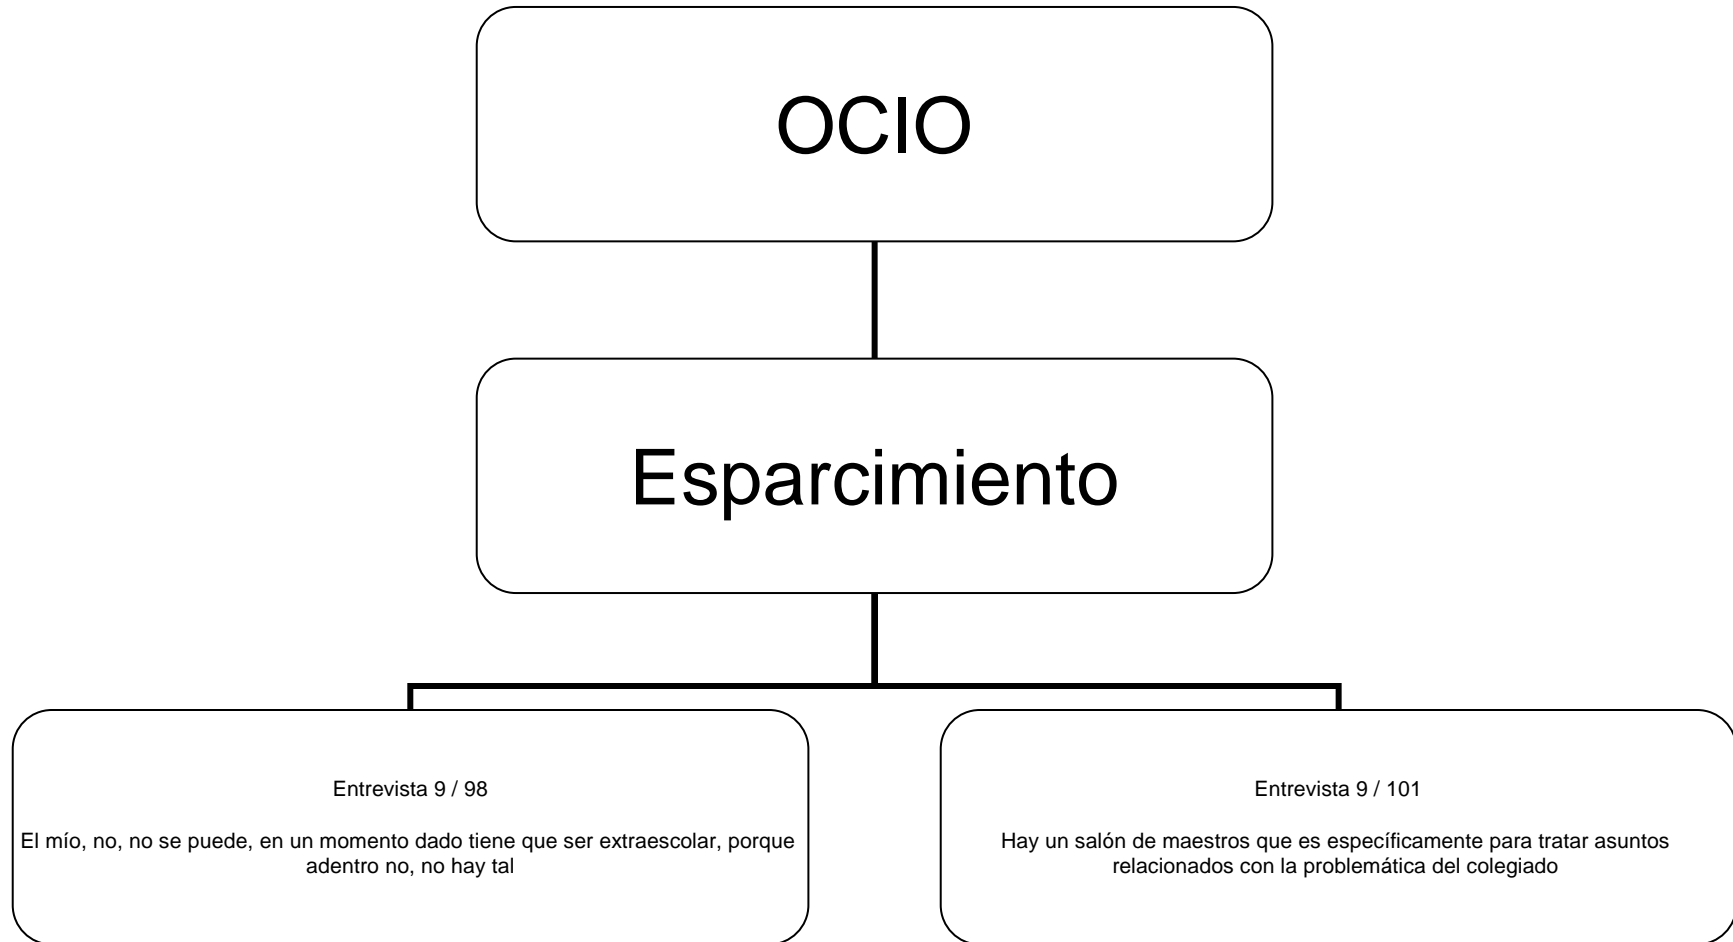 OCIO
Esparcimiento
Entrevista 9 / 98
El mío, no, no se puede, en un momento dado tiene que ser extraescolar, porque
adentro no, no hay tal
Entrevista 9 / 101
Hay un salón de maestros que es específicamente para tratar asuntos
relacionados con la problemática del colegiado